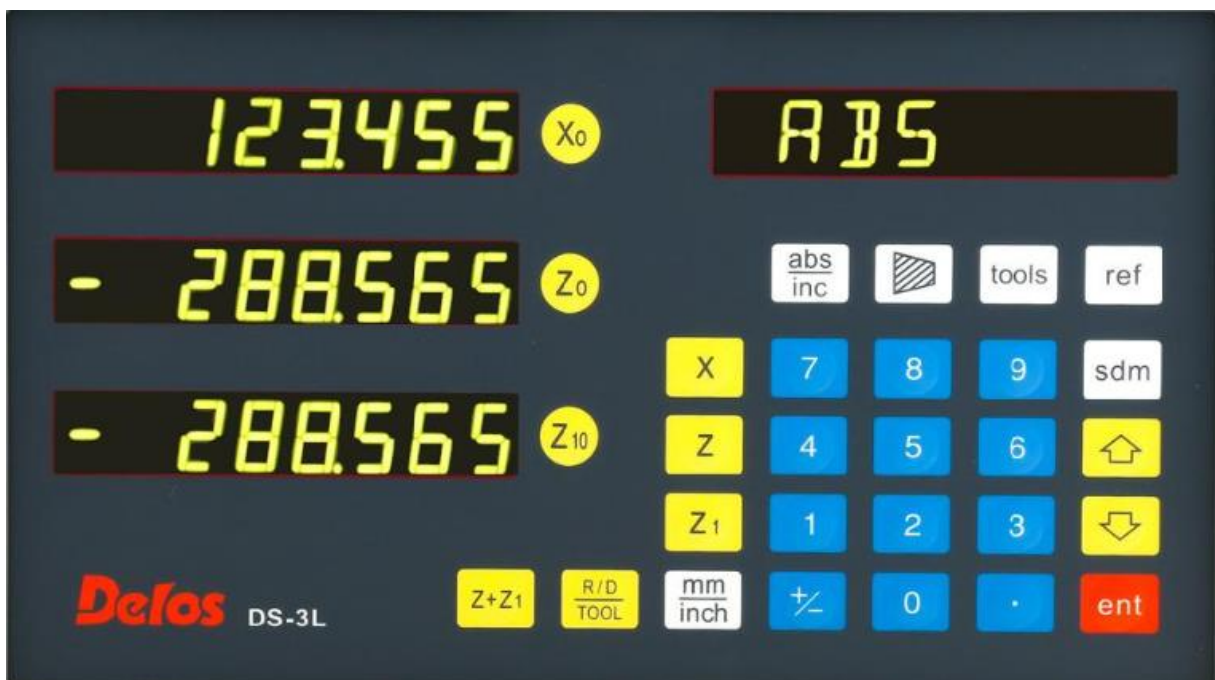 123.455 X0 ABS
- 288.565 Z0
abs/inc tools ref
X 7 8 9 sdm
- 288.565 Z10
Z 4 5 6
Z1 1 2 3
Delos DS-3L Z+Z1 R/D/TOOL mm/inch +/- 0 . ent